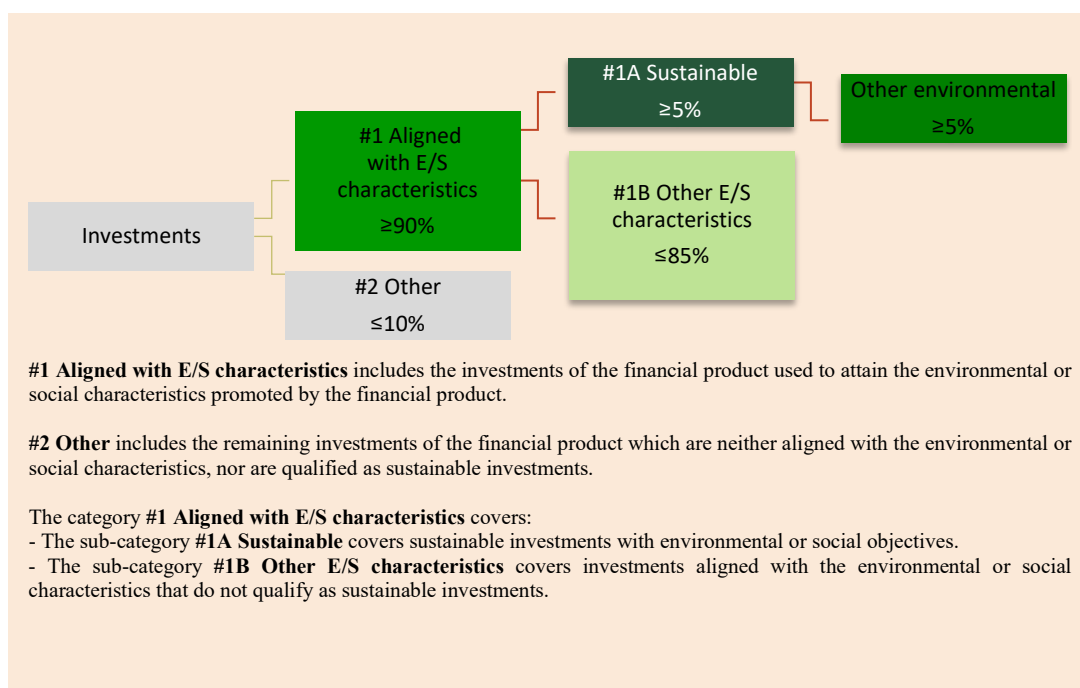 #1A Sustainable
≥5%
Other environmental
≥5%
#1 Aligned
with E/S
characteristics
≥90%
#1B Other E/S
characteristics
≤85%
Investments
#2 Other
≤10%
#1 Aligned with E/S characteristics includes the investments of the financial product used to attain the environmental or
social characteristics promoted by the financial product.
#2 Other includes the remaining investments of the financial product which are neither aligned with the environmental or
social characteristics, nor are qualified as sustainable investments.
The category #1 Aligned with E/S characteristics covers:
- The sub-category #1A Sustainable covers sustainable investments with environmental or social objectives.
- The sub-category #1B Other E/S characteristics covers investments aligned with the environmental or social
characteristics that do not qualify as sustainable investments.